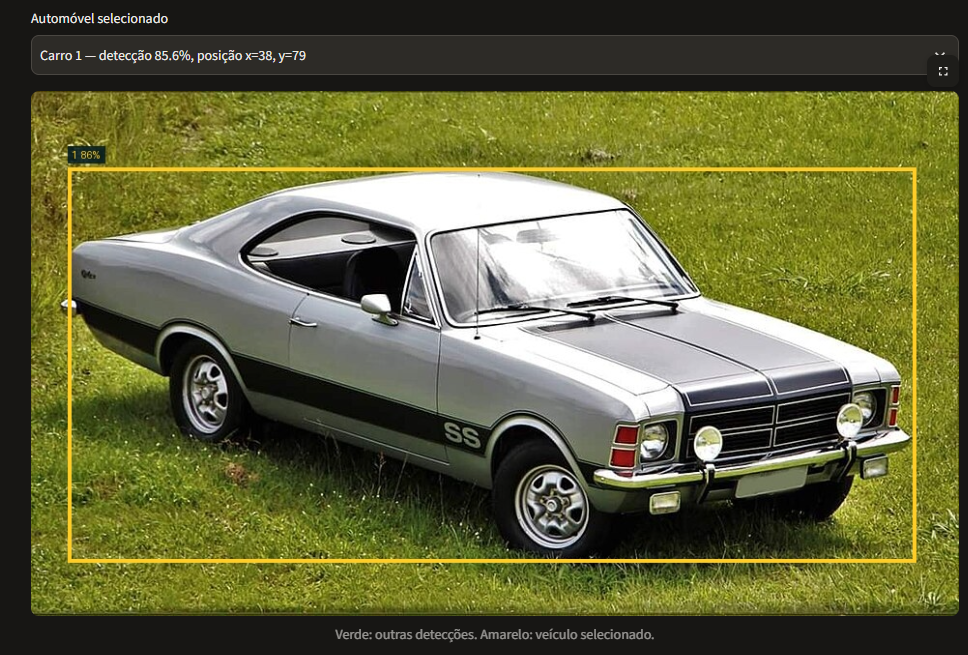 Automóvel selecionado
Carro 1 — detecção 85.6%, posição x=38, y=79
1 86%
SS
Verde: outras detecções. Amarelo: veículo selecionado.